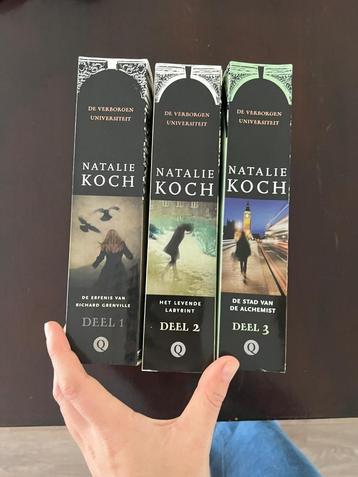 DE VERBORGEN
UNIVERSITEIT
NATALIE
KOCH
DE ERFENIS VAN
RICHARD GRENVILLE
DEEL 1
Q
DE VERBORGEN
UNIVERSITEIT
NATALIE
KOCH
HET LEVENDE
LABYRINT
DEEL 2
Q
DE VERBORGEN
UNIVERSITEIT
NATALIE
KOCH
DE STAD VAN
DE ALCHEMIST
DEEL 3
Q